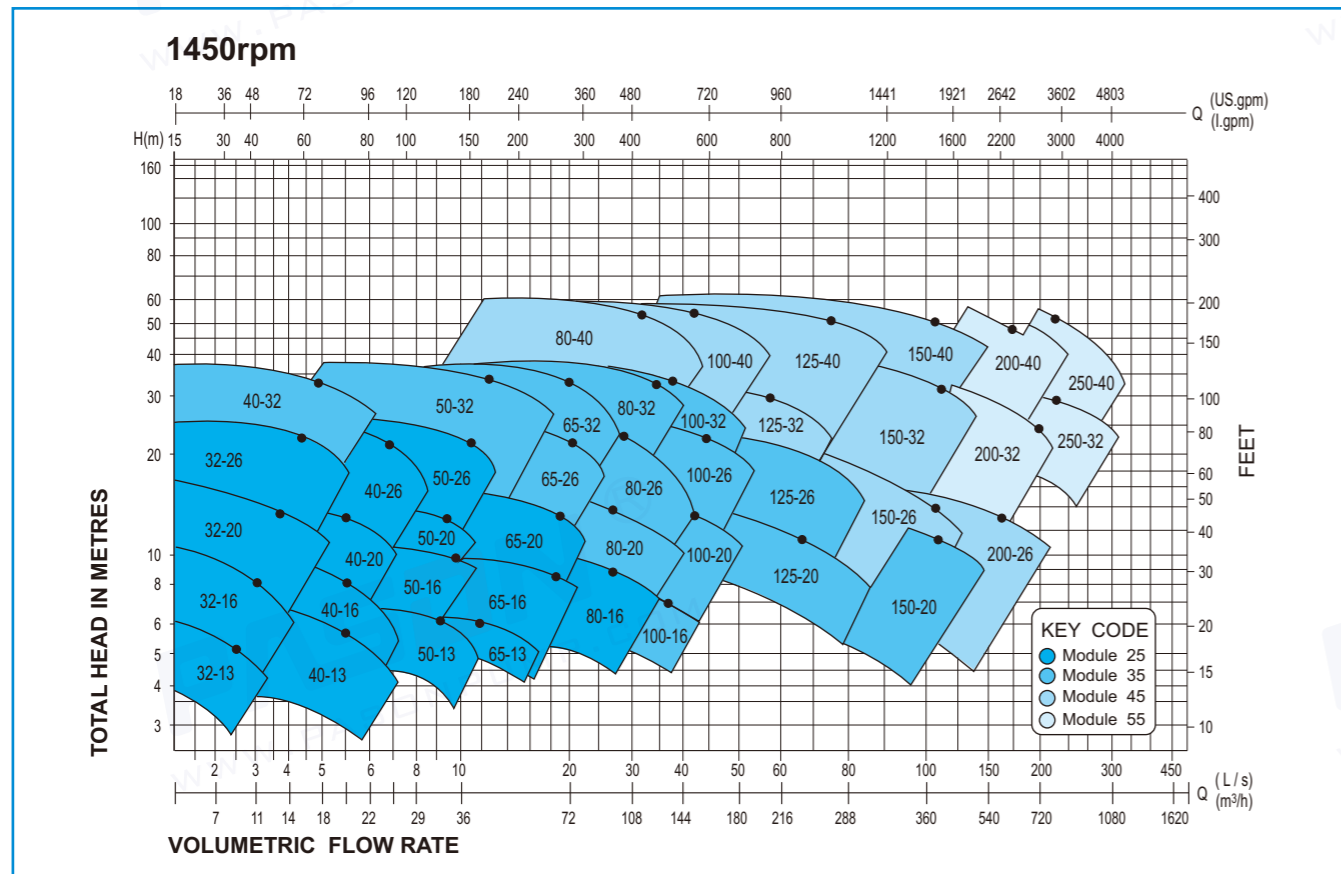 1450rpm
18 36 48 72 96 120 180 240 360 480 720 960 1441 1921 2642 3602 4803 (US.gpm)
Q (I.gpm)
H(m) 15 30 40 60 80 100 150 200 300 400 600 800 1200 1600 2200 3000 4000
160
100
80
60
50
40
30
20
10
8
6
5
4
3
TOTAL HEAD IN METRES
400
300
200
150
100
80
60
50
40
30
20
15
10
FEET
80-40 100-40 125-40 150-40 200-40 250-40
40-32 50-32 65-32 80-32 100-32 125-32 150-32 200-32 250-32
32-26 40-26 50-26 65-26 80-26 100-26 125-26 150-26 200-26
32-20 40-20 50-20 65-20 80-20 100-20 125-20 150-20
32-16 40-16 50-16 65-16 80-16 100-16
32-13 40-13 50-13 65-13
KEY CODE
Module 25
Module 35
Module 45
Module 55
2 3 4 5 6 8 10 20 30 40 50 60 80 100 150 200 300 450 (L/s)
Q (m³/h)
7 11 14 18 22 29 36 72 108 144 180 216 288 360 540 720 1080 1620
VOLUMETRIC FLOW RATE